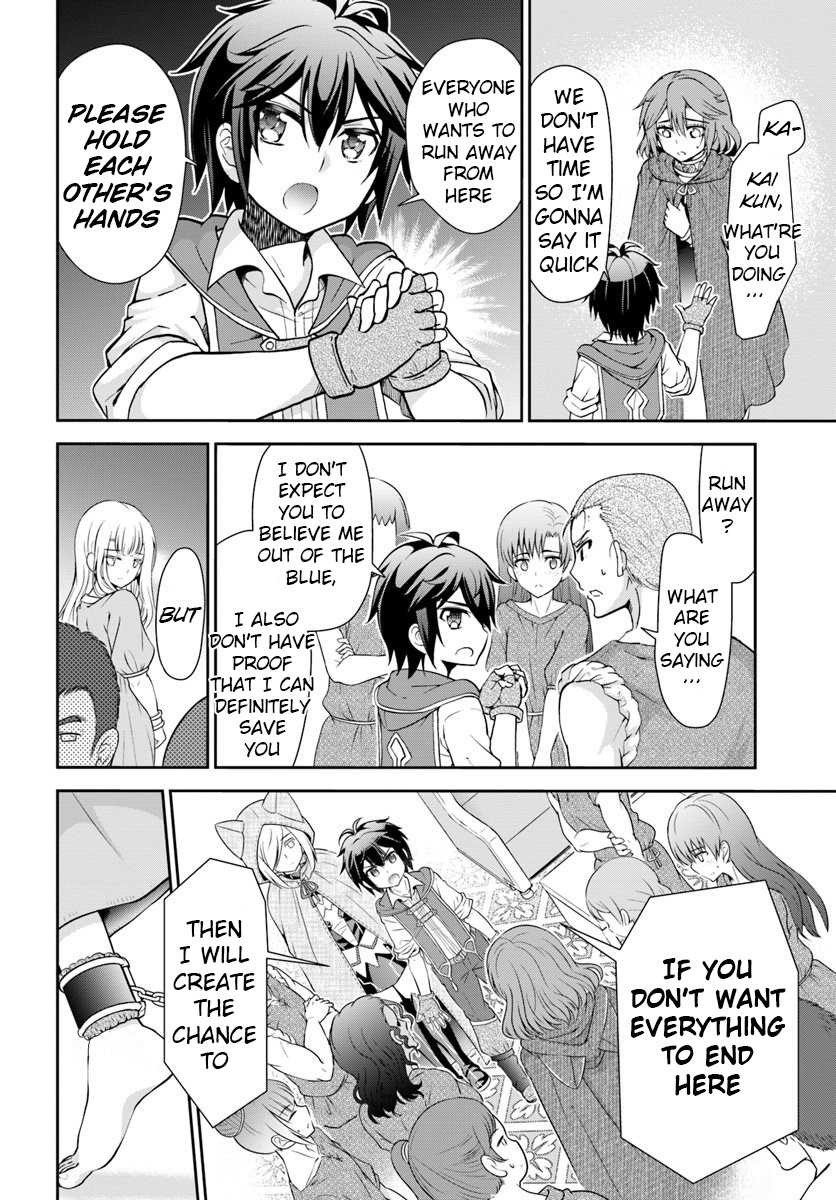 KA-
KAI
KUN,
WHAT'RE
YOU
DOING
...
WE
DON'T
HAVE
TIME
SO I'M
GONNA
SAY IT
QUICK
EVERYONE
WHO
WANTS TO
RUN AWAY
FROM
HERE
PLEASE
HOLD
EACH
OTHER'S
HANDS
RUN
AWAY
?
WHAT
ARE
YOU
SAYING
...
I DON'T
EXPECT
YOU TO
BELIEVE ME
OUT OF THE
BLUE,
I ALSO
DON'T HAVE
PROOF
THAT I CAN
DEFINITELY
SAVE
YOU
BUT
IF YOU
DON'T WANT
EVERYTHING
TO END
HERE
THEN
I WILL
CREATE
THE
CHANCE
TO